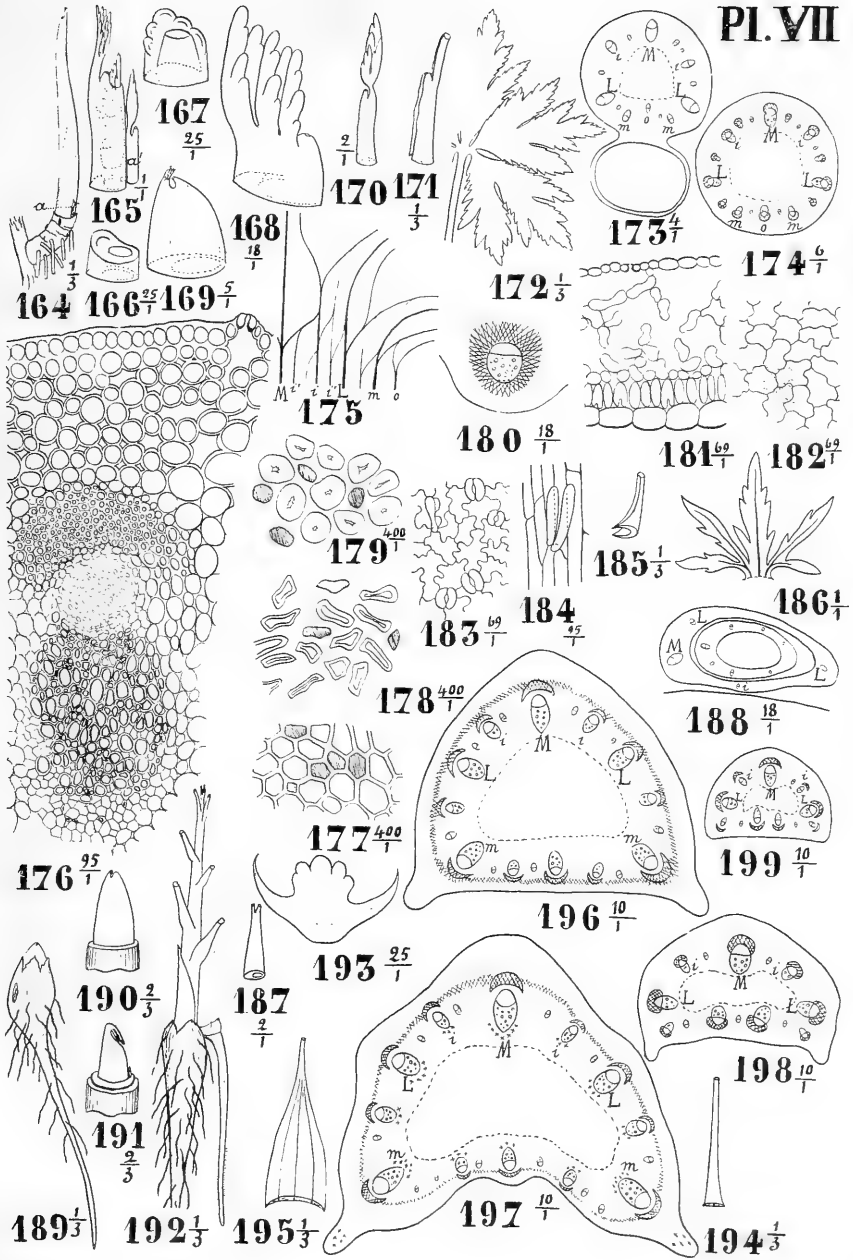 Pl. VII
167 25/1
165 1/1
a
a'
164 1/3
166 25/1
169 5/1
168 18/1
170 2/1
171 1/3
172 1/3
i M i
L L
m o m
173 4/1
i M i
L L
m o m
174 6/1
M i' i i' L m o
175
180 18/1
181 69/1
182 69/1
179 400/1
183 69/1
184 95/1
185 1/3
186 1/1
178 400/1
L
M
L
i
188 18/1
177 400/1
176 95/1
i M i
L L
m m
196 10/1
i M i
L L
199 10/1
193 25/1
190 2/3
187 2/1
191 2/3
i M i
L L
198 10/1
i M i
L L
m m
197 10/1
189 1/3
192 1/3
195 1/3
194 1/3